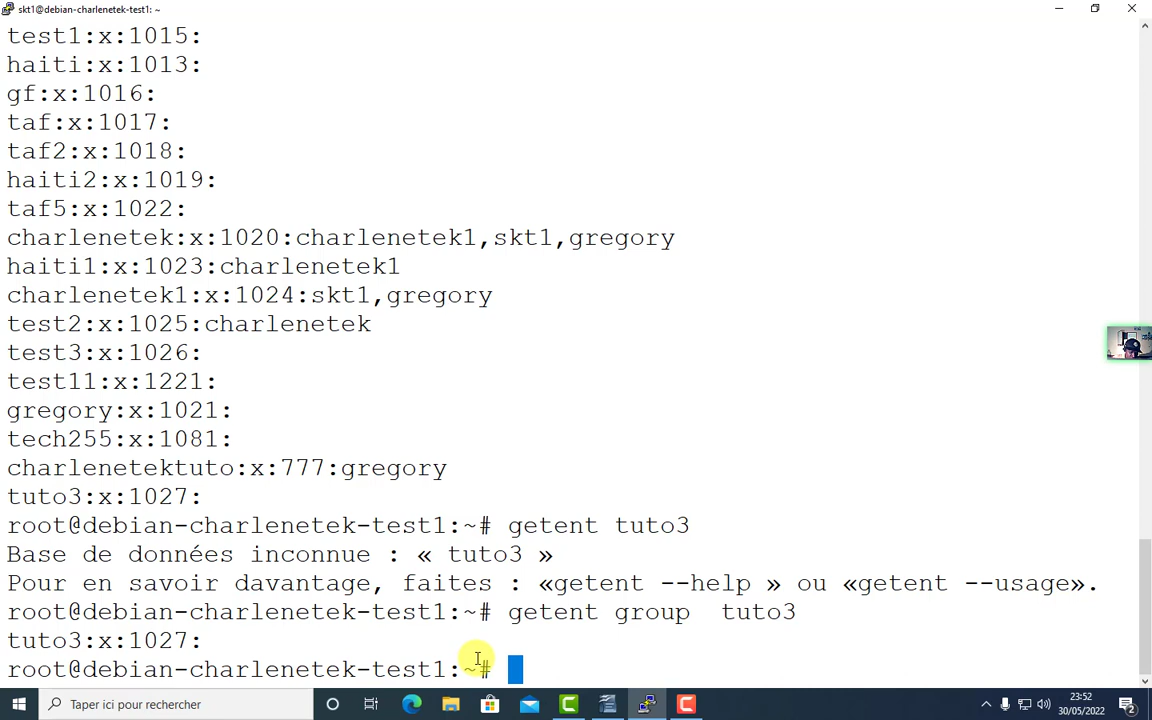 skt1@debian-charlenetek-test1: ~
test1:x:1015:
haiti:x:1013:
gf:x:1016:
taf:x:1017:
taf2:x:1018:
haiti2:x:1019:
taf5:x:1022:
charlenetek:x:1020:charlenetek1,skt1,gregory
haiti1:x:1023:charlenetek1
charlenetek1:x:1024:skt1,gregory
test2:x:1025:charlenetek
test3:x:1026:
test11:x:1221:
gregory:x:1021:
tech255:x:1081:
charlenetektuto:x:777:gregory
tuto3:x:1027:
root@debian-charlenetek-test1:~# getent tuto3
Base de données inconnue : « tuto3 »
Pour en savoir davantage, faites : «getent --help » ou «getent --usage».
root@debian-charlenetek-test1:~# getent group  tuto3
tuto3:x:1027:
root@debian-charlenetek-test1:~#
Taper ici pour rechercher
23:52
30/05/2022
2